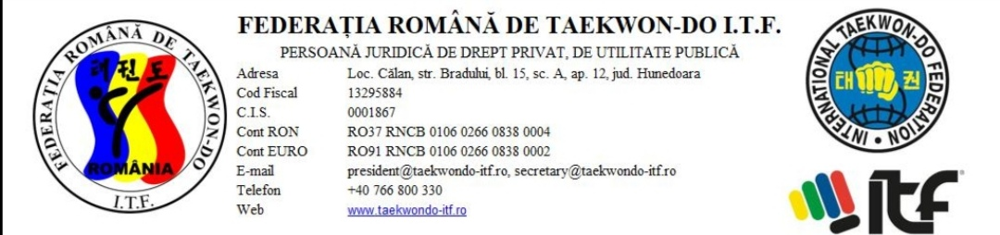 FEDERAȚIA ROMÂNĂ DE TAEKWON-DO
태권도
ROMÂNIA
I.T.F.
FEDERAȚIA ROMÂNĂ DE TAEKWON-DO I.T.F.
PERSOANĂ JURIDICĂ DE DREPT PRIVAT, DE UTILITATE PUBLICĂ
Adresa Loc. Călan, str. Bradului, bl. 15, sc. A, ap. 12, jud. Hunedoara
Cod Fiscal 13295884
C.I.S. 0001867
Cont RON RO37 RNCB 0106 0266 0838 0004
Cont EURO RO91 RNCB 0106 0266 0838 0002
E-mail president@taekwondo-itf.ro, secretary@taekwondo-itf.ro
Telefon +40 766 800 330
Web www.taekwondo-itf.ro
INTERNATIONAL TAEKWON-DO FEDERATION
태 권
itf